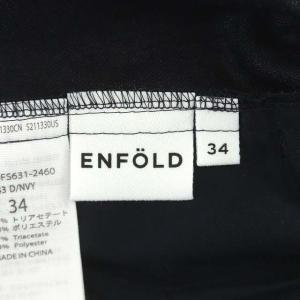 1330CN S211330US
ENFÖLD
34
FS631-2460
3 D/NVY
34
トリアセテート
ポリエステル
Triacetate
Polyester
MADE IN CHINA